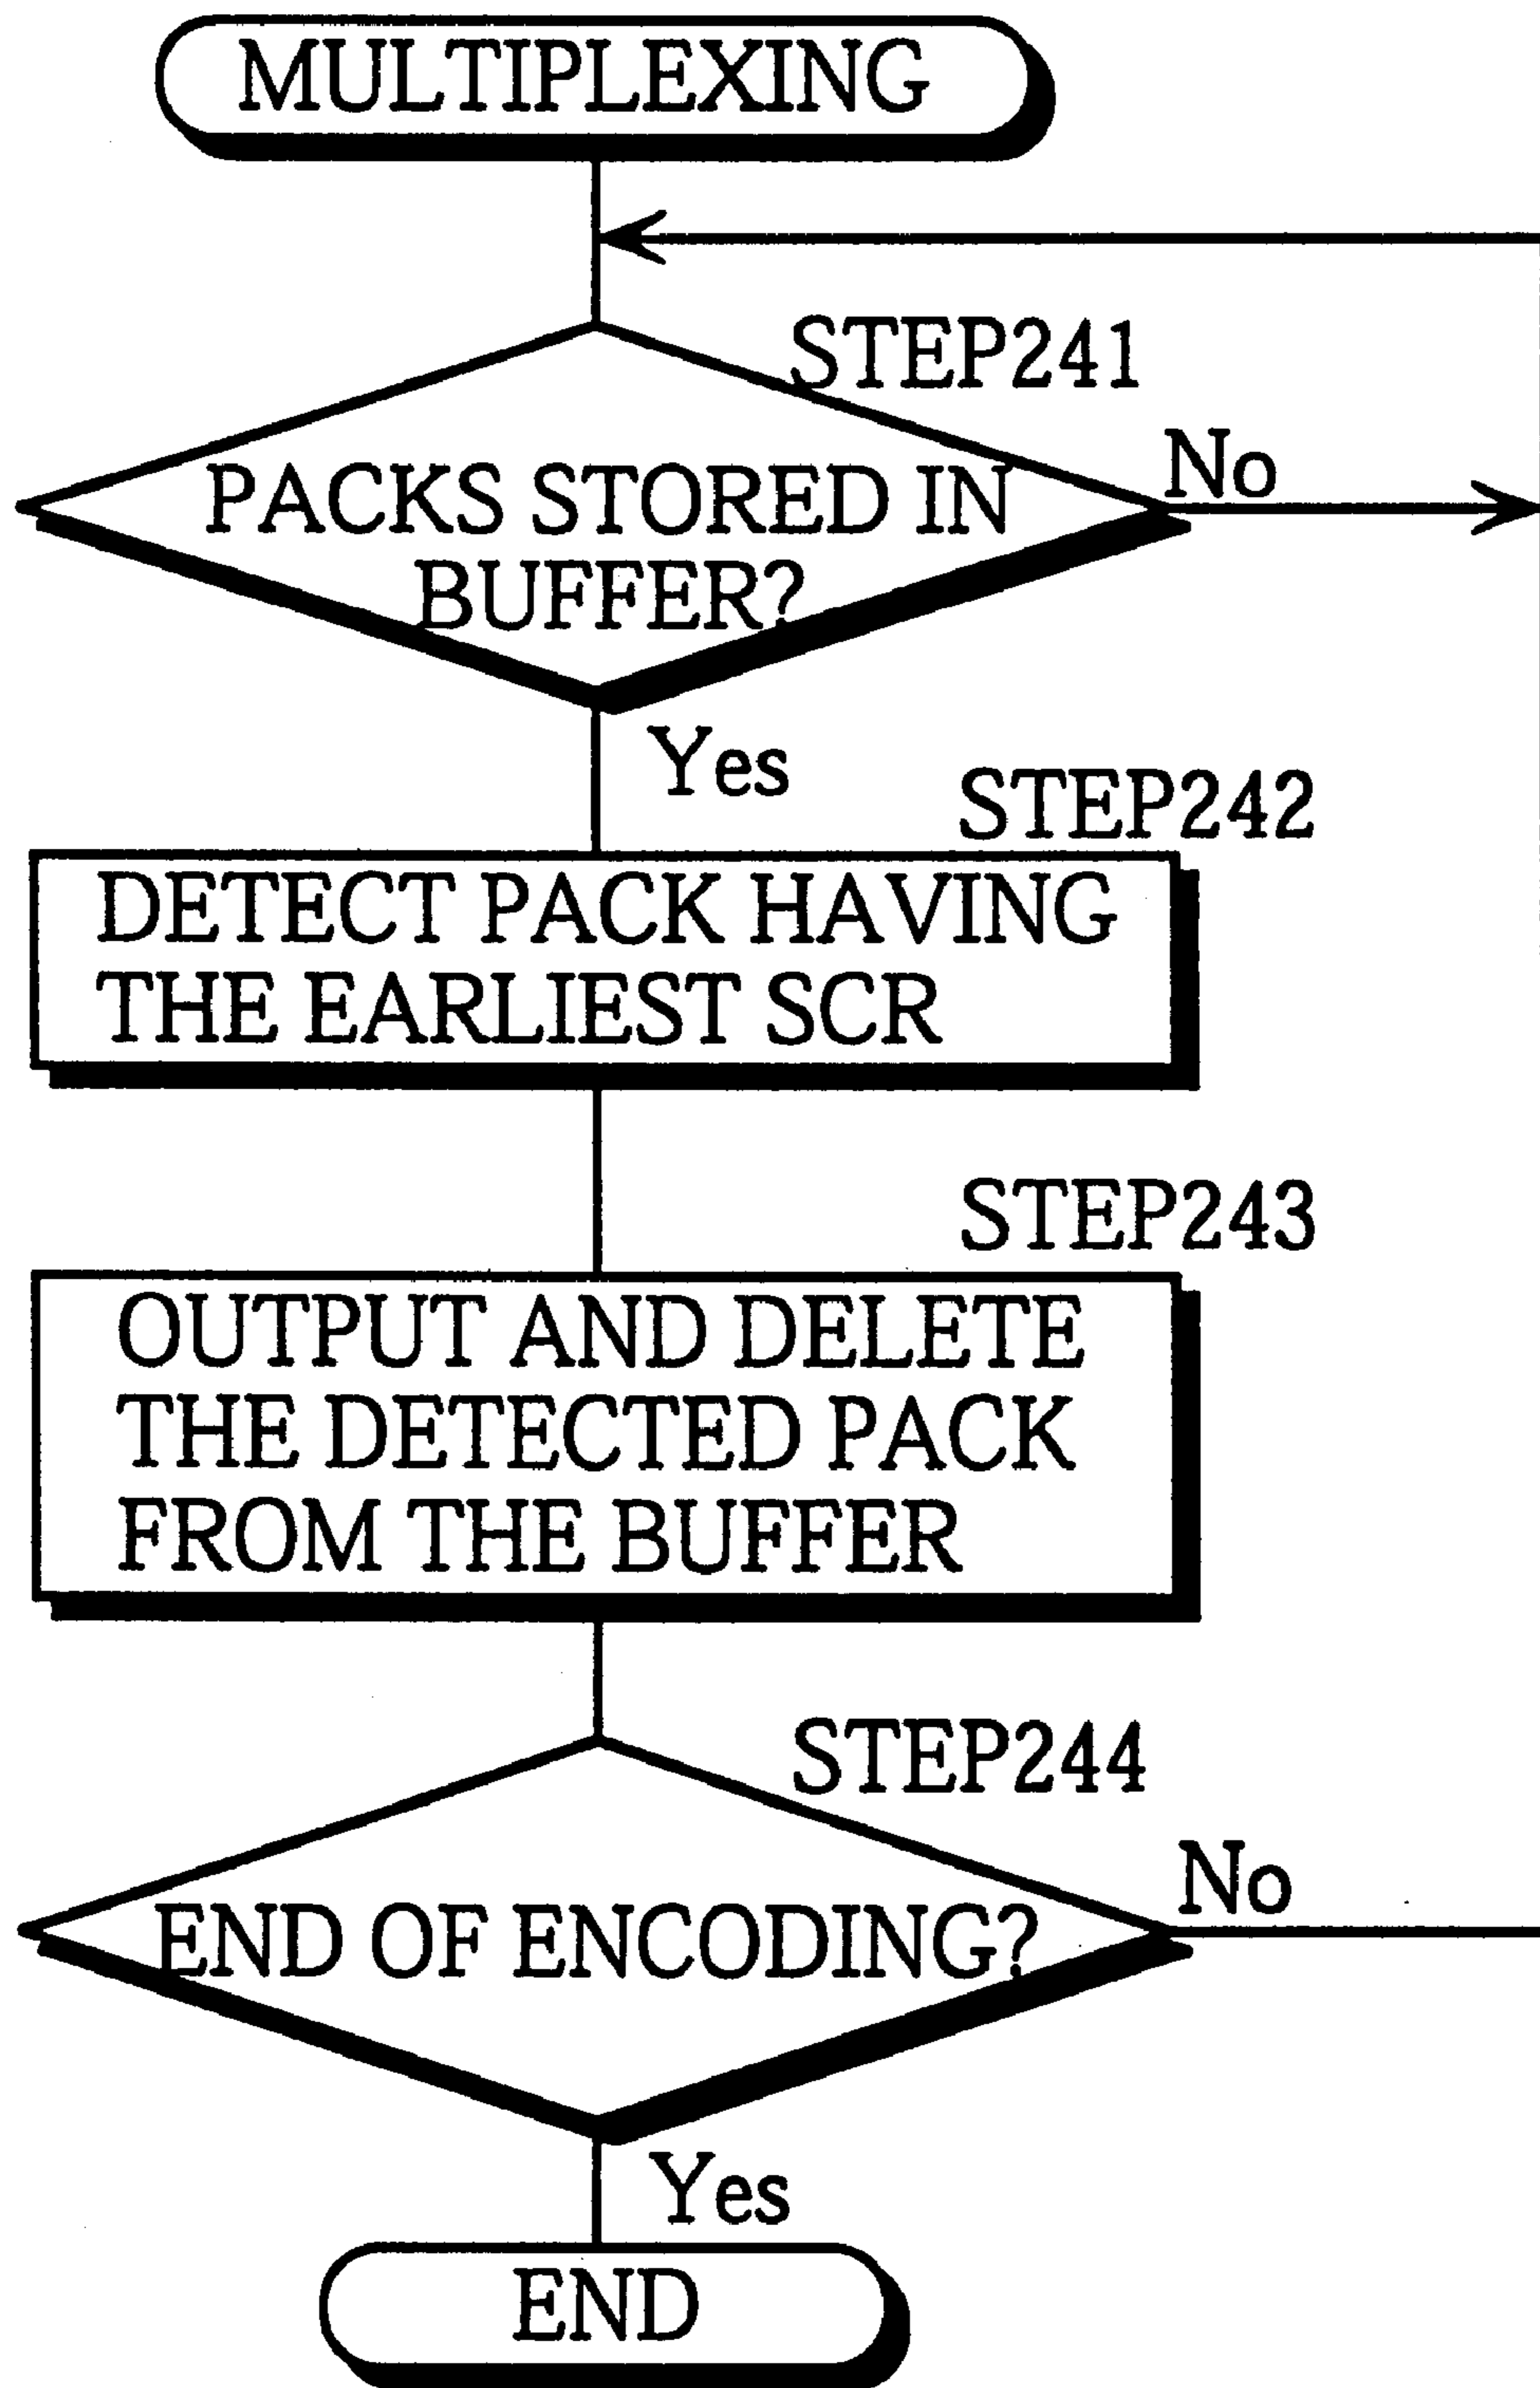 MULTIPLEXING
STEP241
No
PACKS STORED IN
BUFFER?
Yes
STEP242
DETECT PACK HAVING
THE EARLIEST SCR
STEP243
OUTPUT AND DELETE
THE DETECTED PACK
FROM THE BUFFER
STEP244
No
END OF ENCODING?
Yes
END